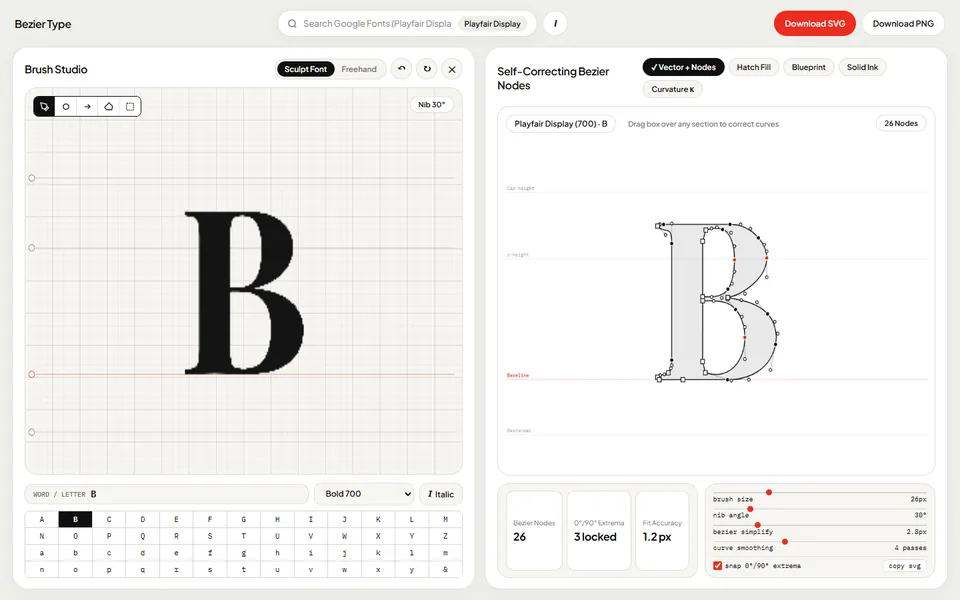 Bezier Type
Search Google Fonts (Playfair Displa
Playfair Display
I
Download SVG
Download PNG
Brush Studio
Sculpt Font
Freehand
Nib 30°
WORD / LETTER B
Bold 700
I Italic
A B C D E F G H I J K L M
N O P Q R S T U V W X Y Z
a b c d e f g h i j k l m
n o p q r s t u v w x y &
Self-Correcting Bezier
Nodes
✓ Vector + Nodes
Hatch Fill
Blueprint
Solid Ink
Curvature K
Playfair Display (700) · B
Drag box over any section to correct curves
26 Nodes
Cap height
x-height
B
Baseline
Descender
Bezier Nodes
26
0°/90° Extrema
3 locked
Fit Accuracy
1.2 px
brush size 26px
nib angle 30°
bezier simplify 2.8px
curve smoothing 4 passes
snap 0°/90° extrema
copy svg